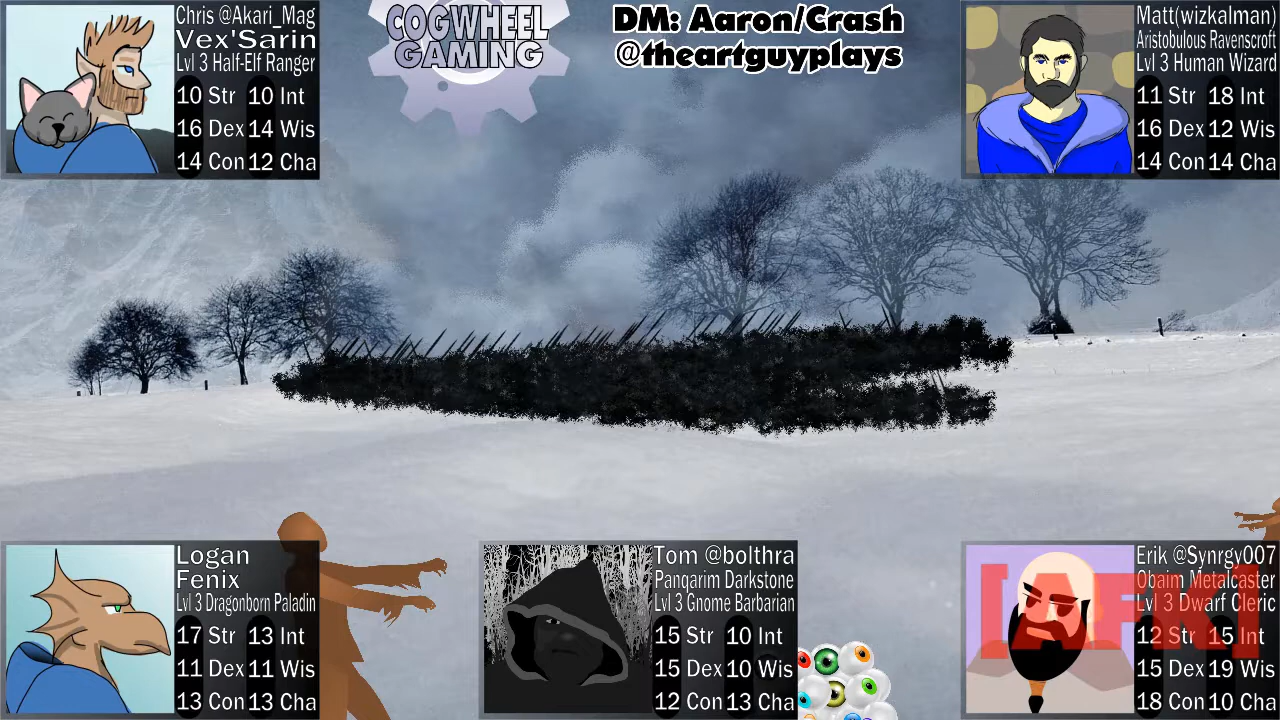 Chris @Akari_Mag
Vex'Sarin
Lvl 3 Half-Elf Ranger
10 Str 10 Int
16 Dex 14 Wis
14 Con 12 Cha
COGWHEEL
GAMING
DM: Aaron/Crash
@theartguyplays
Matt(wizkalman)
Aristobulous Ravenscroft
Lvl 3 Human Wizard
11 Str 18 Int
16 Dex 12 Wis
14 Con 14 Cha
Logan
Fenix
Lvl 3 Dragonborn Paladin
17 Str 13 Int
11 Dex 11 Wis
13 Con 13 Cha
Tom @bolthra
Panqarim Darkstone
Lvl 3 Gnome Barbarian
15 Str 10 Int
15 Dex 10 Wis
12 Con 13 Cha
Erik @Synrgy007
Obaim Metalcaster
Lvl 3 Dwarf Cleric
[AFK]
12 Str 15 Int
15 Dex 19 Wis
18 Con 10 Cha